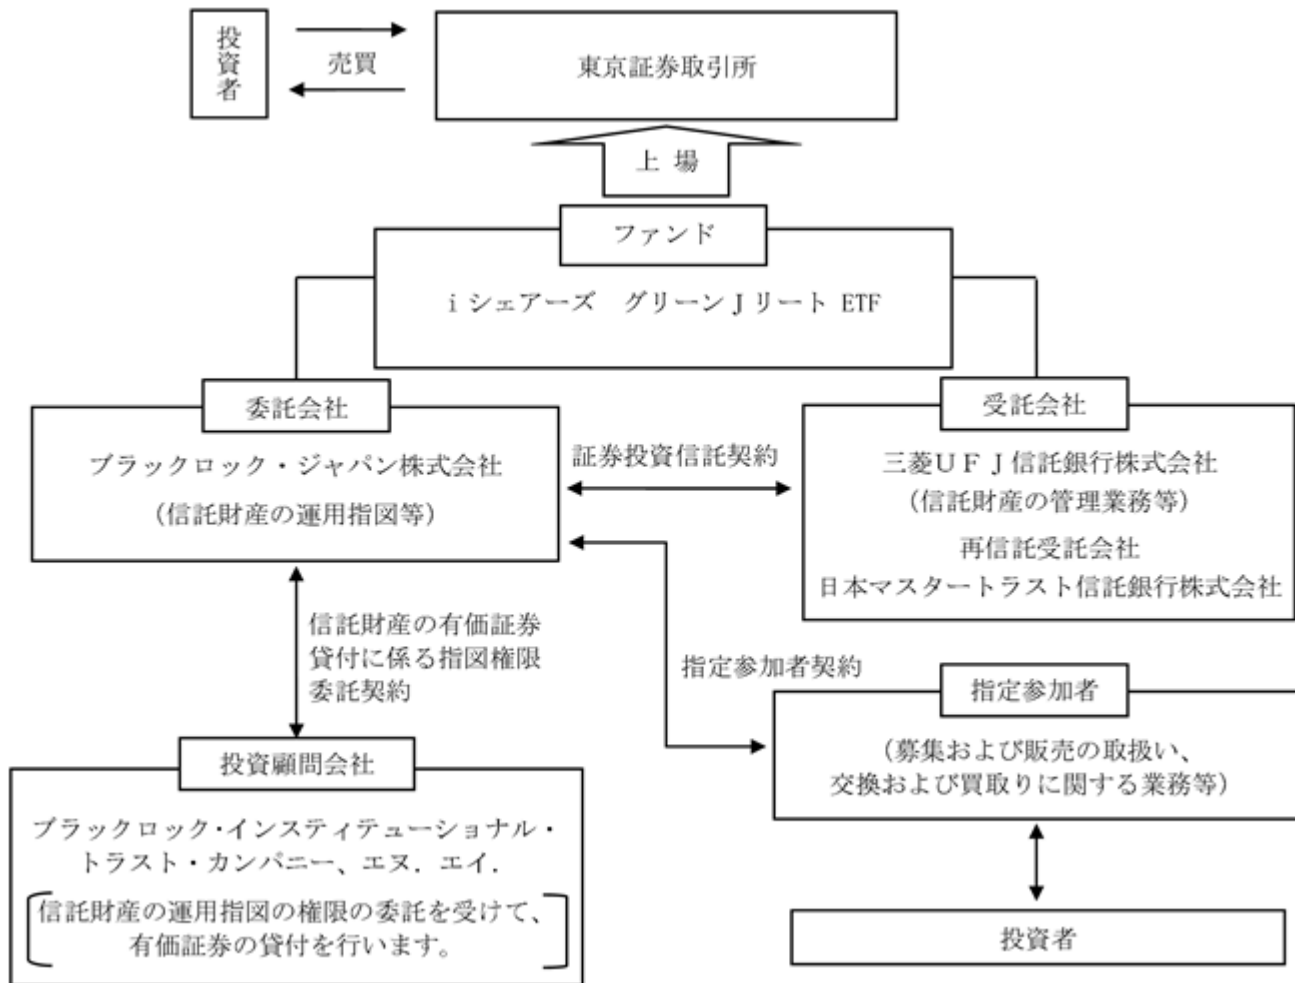 投
資
者
売買
東京証券取引所
上 場
ファンド
ｉシェアーズ　グリーンＪリート ETF
委託会社
ブラックロック・ジャパン株式会社
（信託財産の運用指図等）
証券投資信託契約
受託会社
三菱ＵＦＪ信託銀行株式会社
（信託財産の管理業務等）
再信託受託会社
日本マスタートラスト信託銀行株式会社
信託財産の有価証券
貸付に係る指図権限
委託契約
指定参加者契約
指定参加者
（募集および販売の取扱い、
交換および買取りに関する業務等）
投資顧問会社
ブラックロック・インスティテューショナル・
トラスト・カンパニー、エヌ．エイ．
信託財産の運用指図の権限の委託を受けて、
有価証券の貸付を行います。
投資者